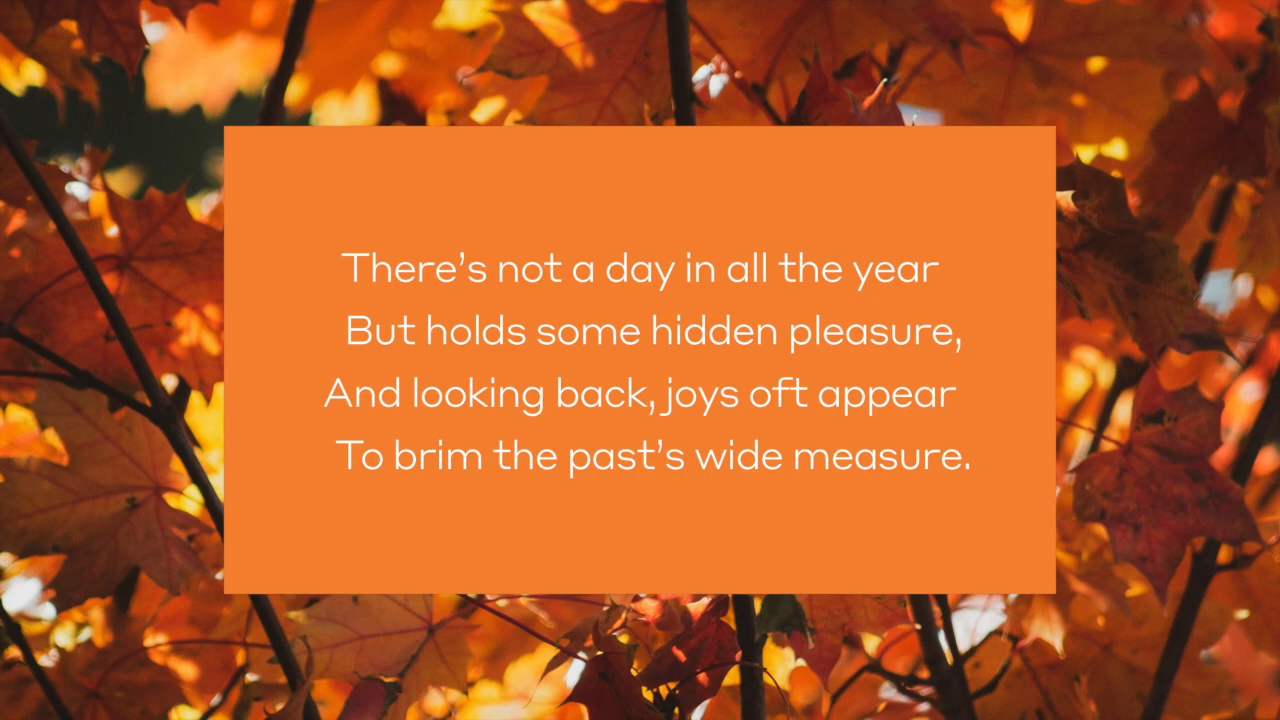 There’s not a day in all the year
But holds some hidden pleasure,
And looking back, joys oft appear
To brim the past’s wide measure.